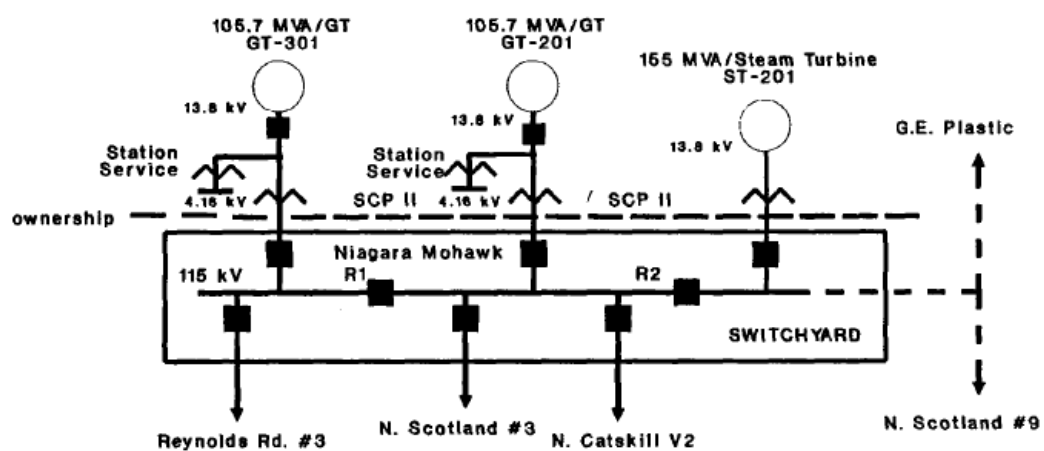 105.7 MVA/GT
GT-301
105.7 MVA/GT
GT-201
155 MVA/Steam Turbine
ST-201
13.8 kV
13.8 kV
13.8 kV
G.E. Plastic
Station
Service
Station
Service
4.16 kV
SCP II
4.16 kV
/ SCP II
ownership
Niagara Mohawk
115 kV
R1
R2
SWITCHYARD
Reynolds Rd. #3
N. Scotland #3
N. Catskill V2
N. Scotland #9